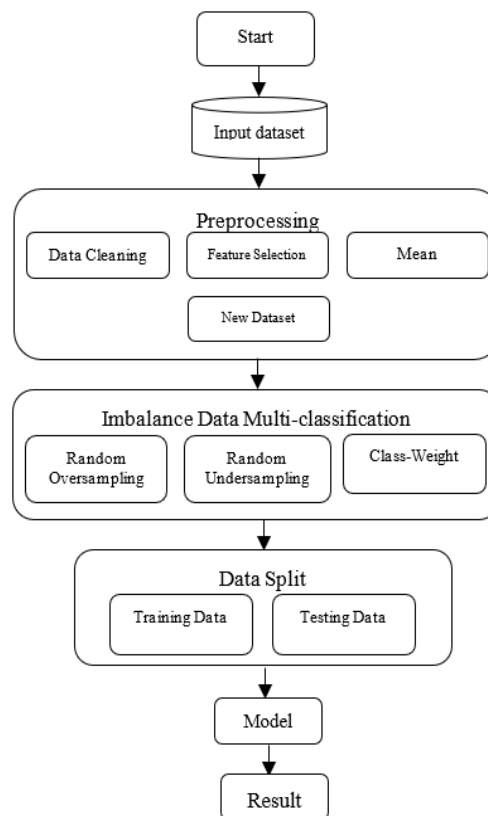 Start
Input dataset
Preprocessing
Data Cleaning
Feature Selection
Mean
New Dataset
Imbalance Data Multi-classification
Random
Oversampling
Random
Undersampling
Class-Weight
Data Split
Training Data
Testing Data
Model
Result